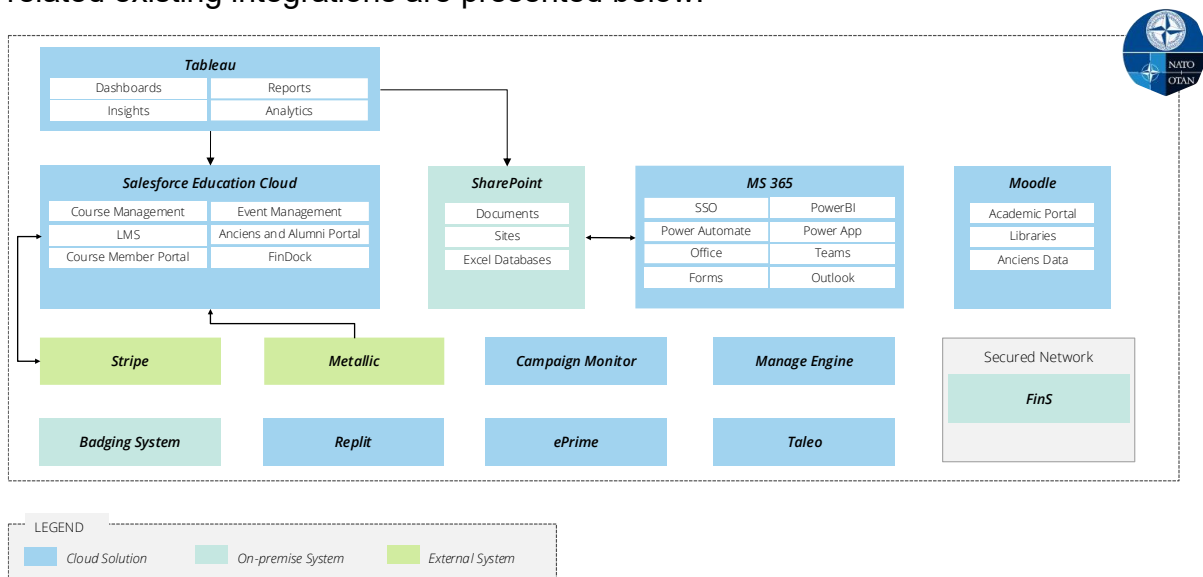 related existing integrations are presented below:
NATO
OTAN
Tableau
Dashboards
Reports
Insights
Analytics
Salesforce Education Cloud
Course Management
Event Management
LMS
Anciens and Alumni Portal
Course Member Portal
FinDock
SharePoint
Documents
Sites
Excel Databases
MS 365
SSO
PowerBI
Power Automate
Power App
Office
Teams
Forms
Outlook
Moodle
Academic Portal
Libraries
Anciens Data
Stripe
Metallic
Campaign Monitor
Manage Engine
Secured Network
FinS
Badging System
Replit
ePrime
Taleo
LEGEND
Cloud Solution
On-premise System
External System